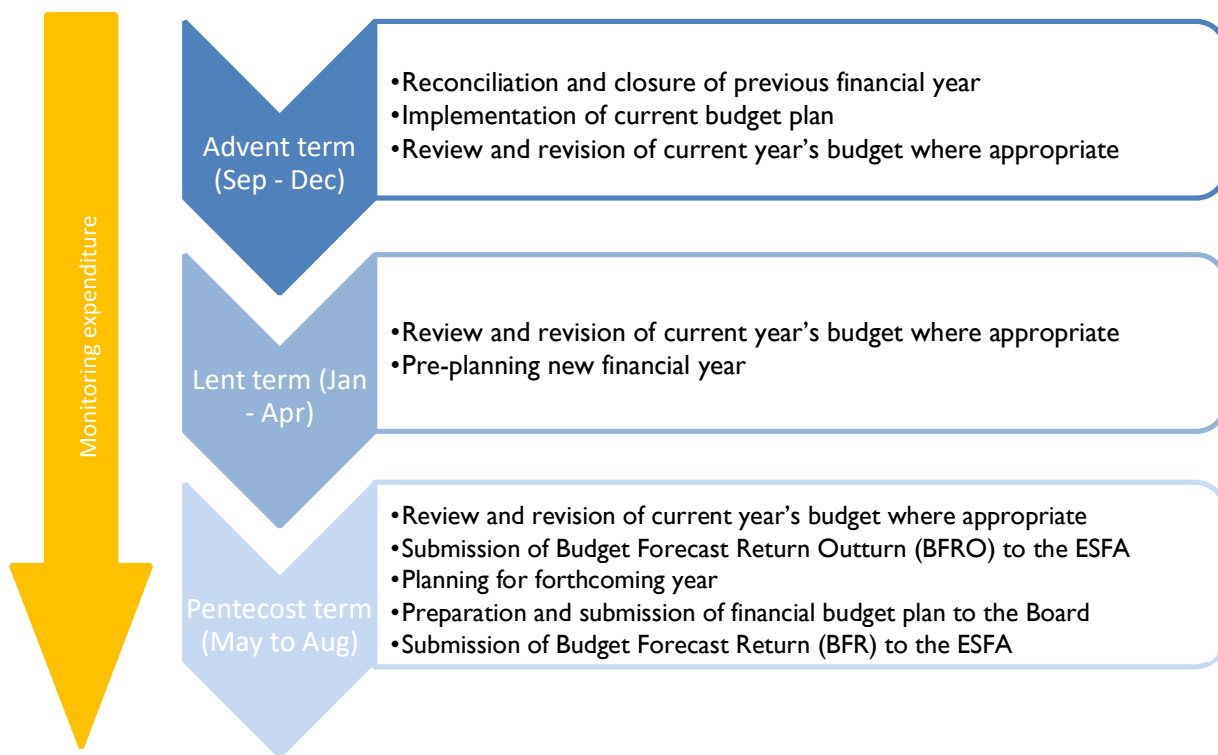 Monitoring expenditure
Advent term
(Sep - Dec)
•Reconciliation and closure of previous financial year
•Implementation of current budget plan
•Review and revision of current year’s budget where appropriate
Lent term (Jan
- Apr)
•Review and revision of current year’s budget where appropriate
•Pre-planning new financial year
Pentecost term
(May to Aug)
•Review and revision of current year’s budget where appropriate
•Submission of Budget Forecast Return Outturn (BFRO) to the ESFA
•Planning for forthcoming year
•Preparation and submission of financial budget plan to the Board
•Submission of Budget Forecast Return (BFR) to the ESFA